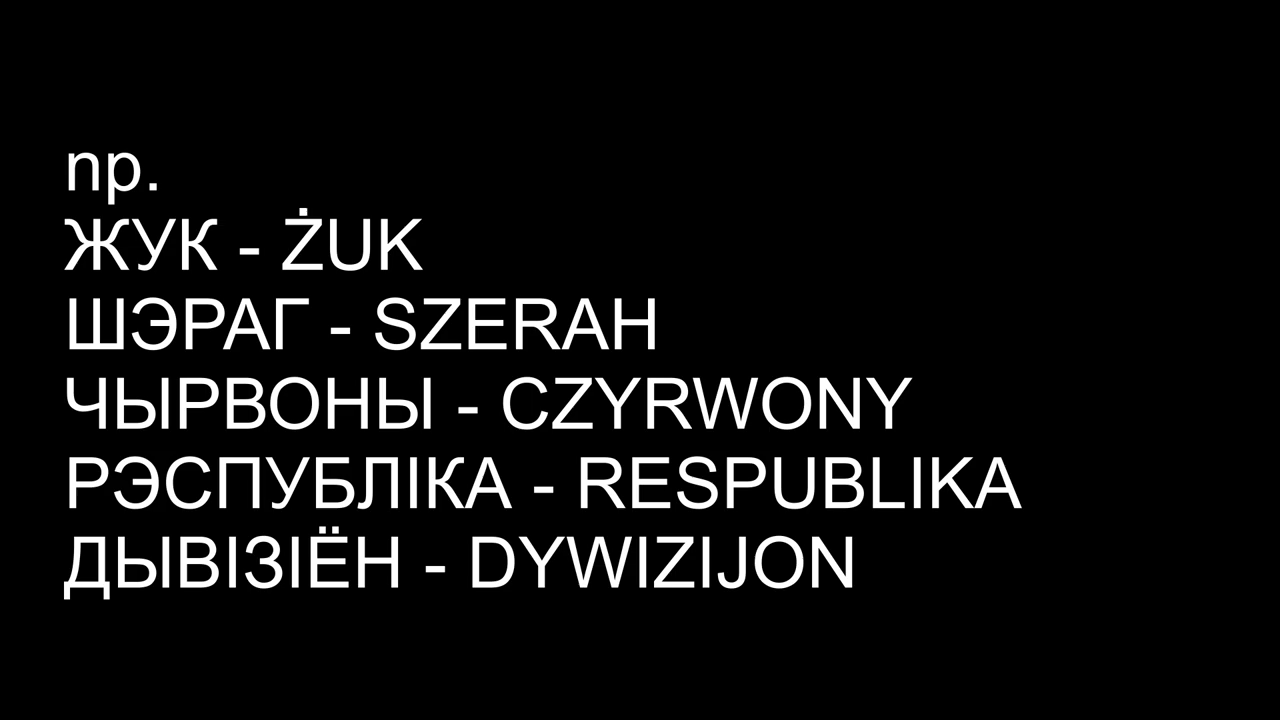 np.
ЖУК - ŻUK
ШЭРАГ - SZERAH
ЧЫРВОНЫ - CZYRWONY
РЭСПУБЛІКА - RESPUBLIKA
ДЫВІЗІЁН - DYWIZIJON